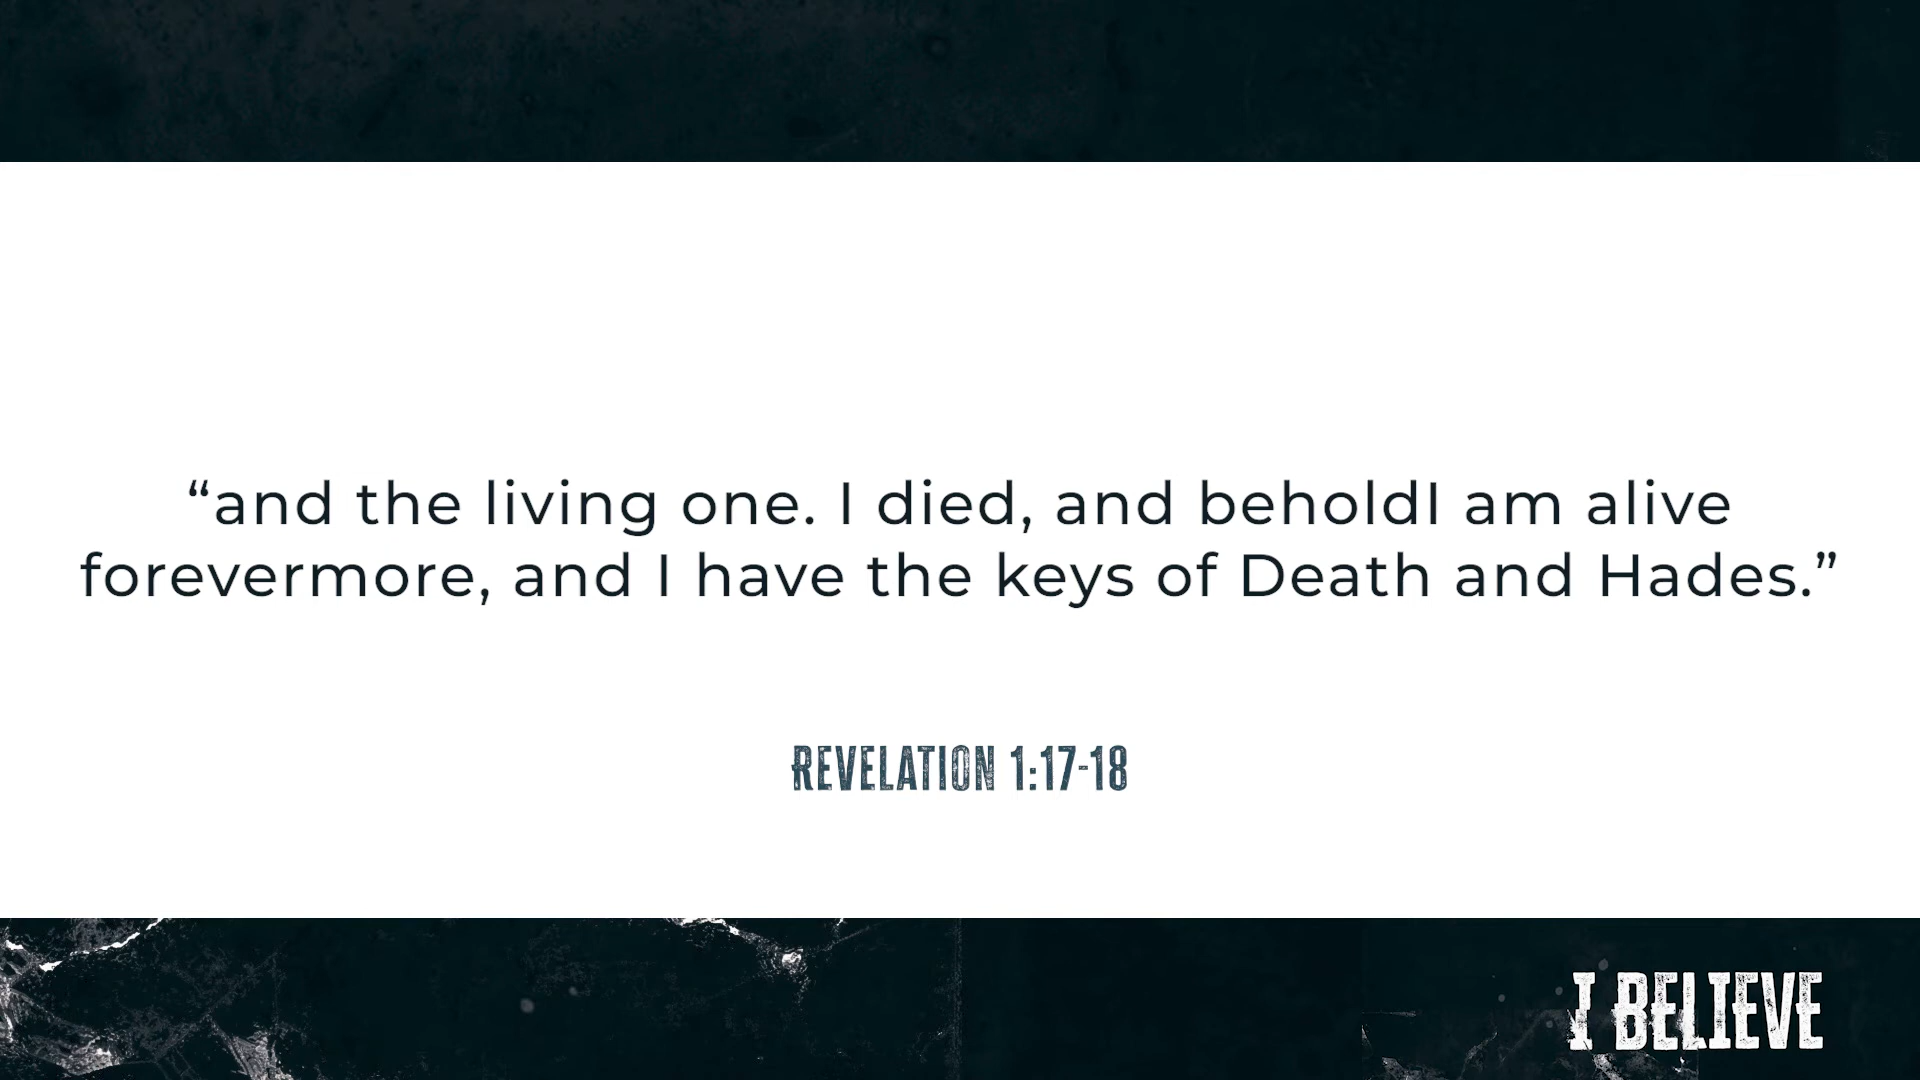 “and the living one. I died, and beholdI am alive
forevermore, and I have the keys of Death and Hades.”
REVELATION 1:17-18
I BELIEVE